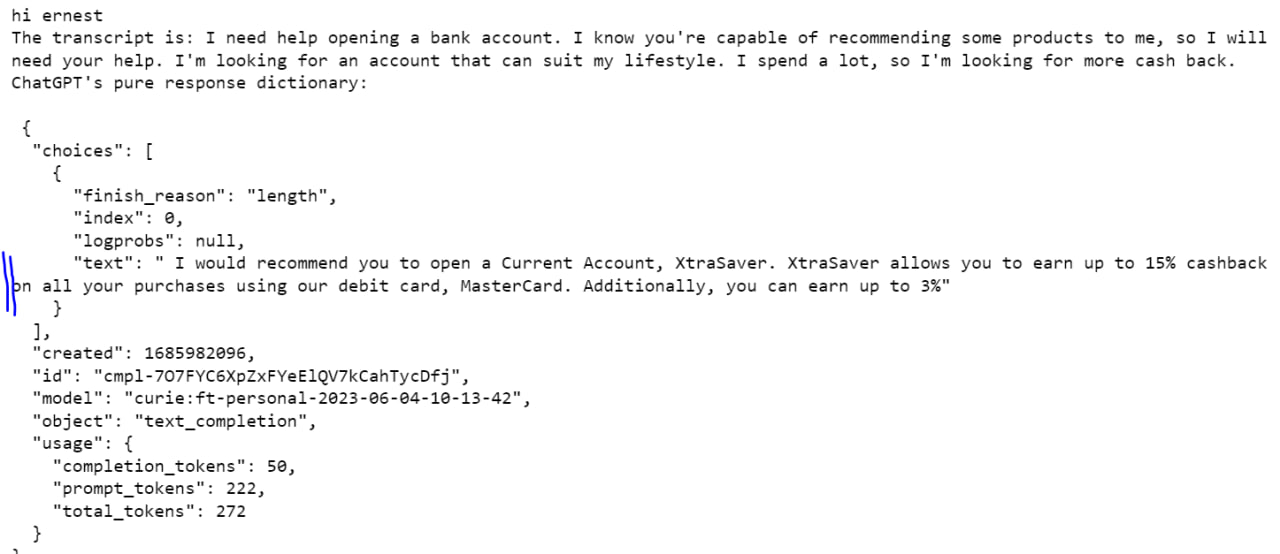 hi ernest
The transcript is: I need help opening a bank account. I know you're capable of recommending some products to me, so I will
need your help. I'm looking for an account that can suit my lifestyle. I spend a lot, so I'm looking for more cash back.
ChatGPT's pure response dictionary:
{
"choices": [
{
"finish_reason": "length",
"index": 0,
"logprobs": null,
"text": " I would recommend you to open a Current Account, XtraSaver. XtraSaver allows you to earn up to 15% cashback
on all your purchases using our debit card, MasterCard. Additionally, you can earn up to 3%"
}
],
"created": 1685982096,
"id": "cmpl-7O7FYC6XpZxFYeElQV7kCahTycDfj",
"model": "curie:ft-personal-2023-06-04-10-13-42",
"object": "text_completion",
"usage": {
"completion_tokens": 50,
"prompt_tokens": 222,
"total_tokens": 272
}
}